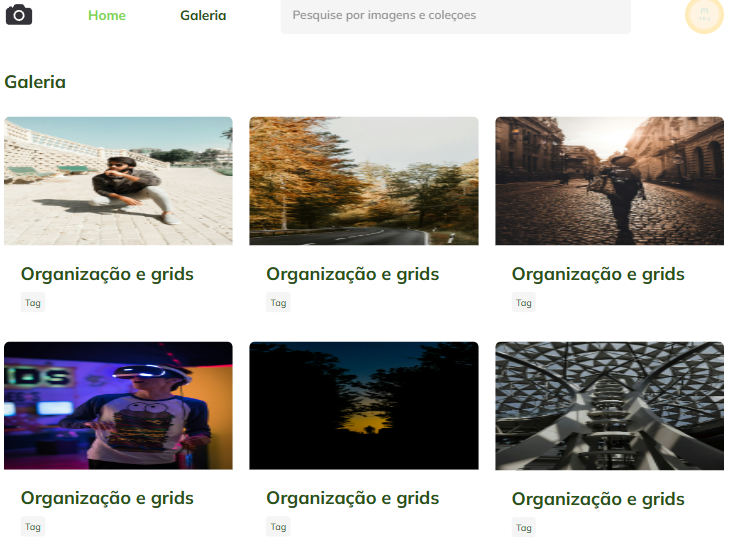 Home
Galeria
Pesquise por imagens e coleçoes
Galeria
Organização e grids
Organização e grids
Organização e grids
Tag
Tag
Tag
Organização e grids
Organização e grids
Organização e grids
Tag
Tag
Tag